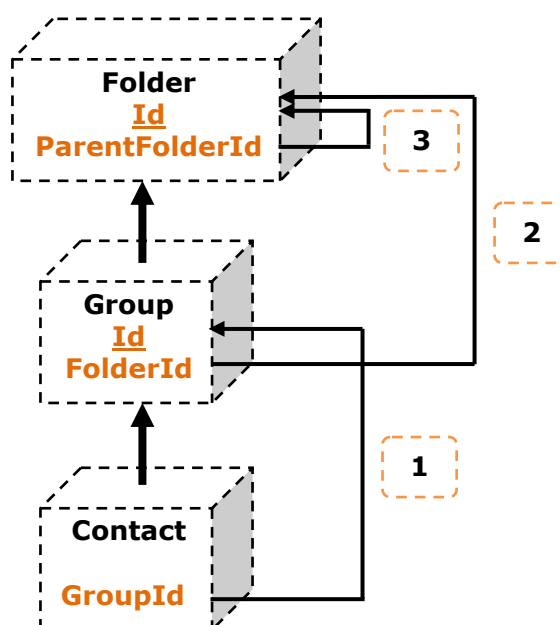 Folder
Id
ParentFolderId
3
2
Group
Id
FolderId
1
Contact
GroupId